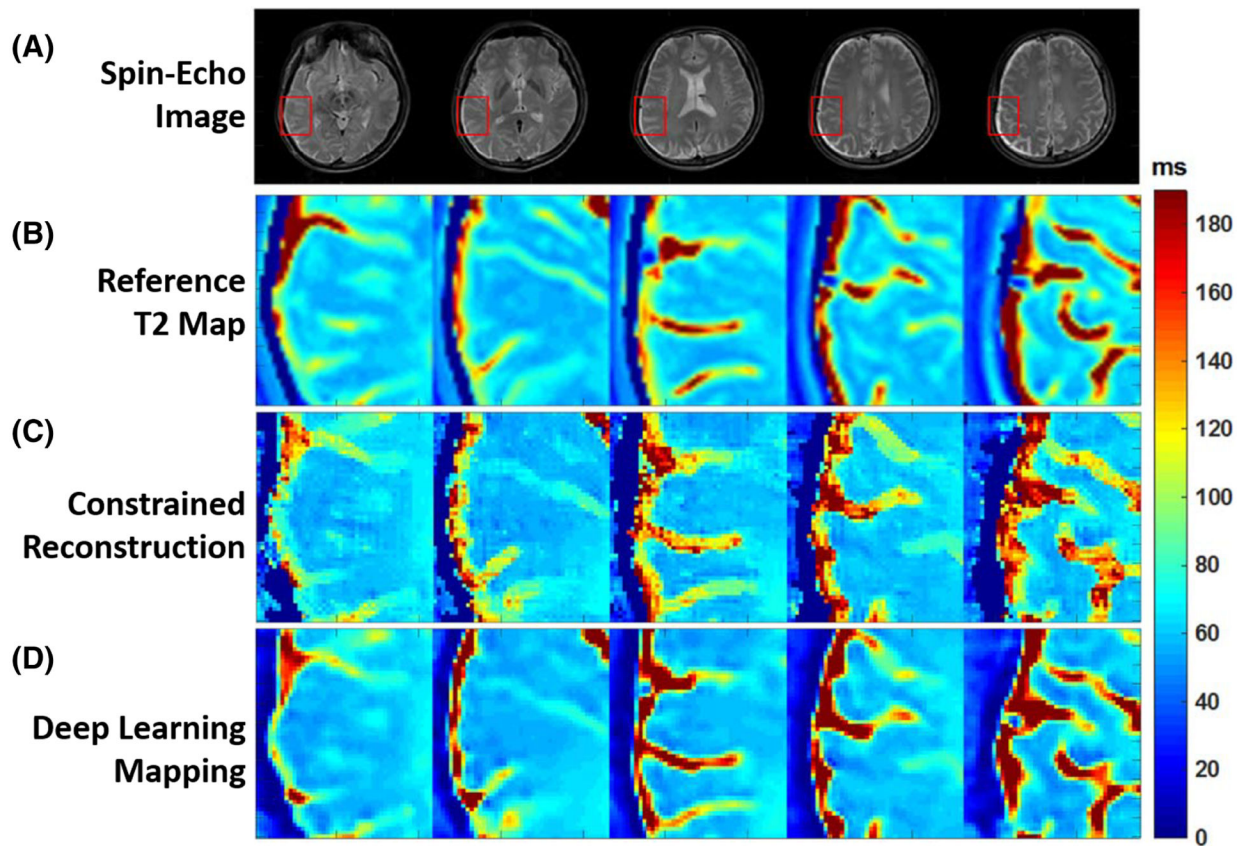 (A)
Spin-Echo
Image
ms
(B)
Reference
T2 Map
(C)
Constrained
Reconstruction
(D)
Deep Learning
Mapping
180
160
140
120
100
80
60
40
20
0